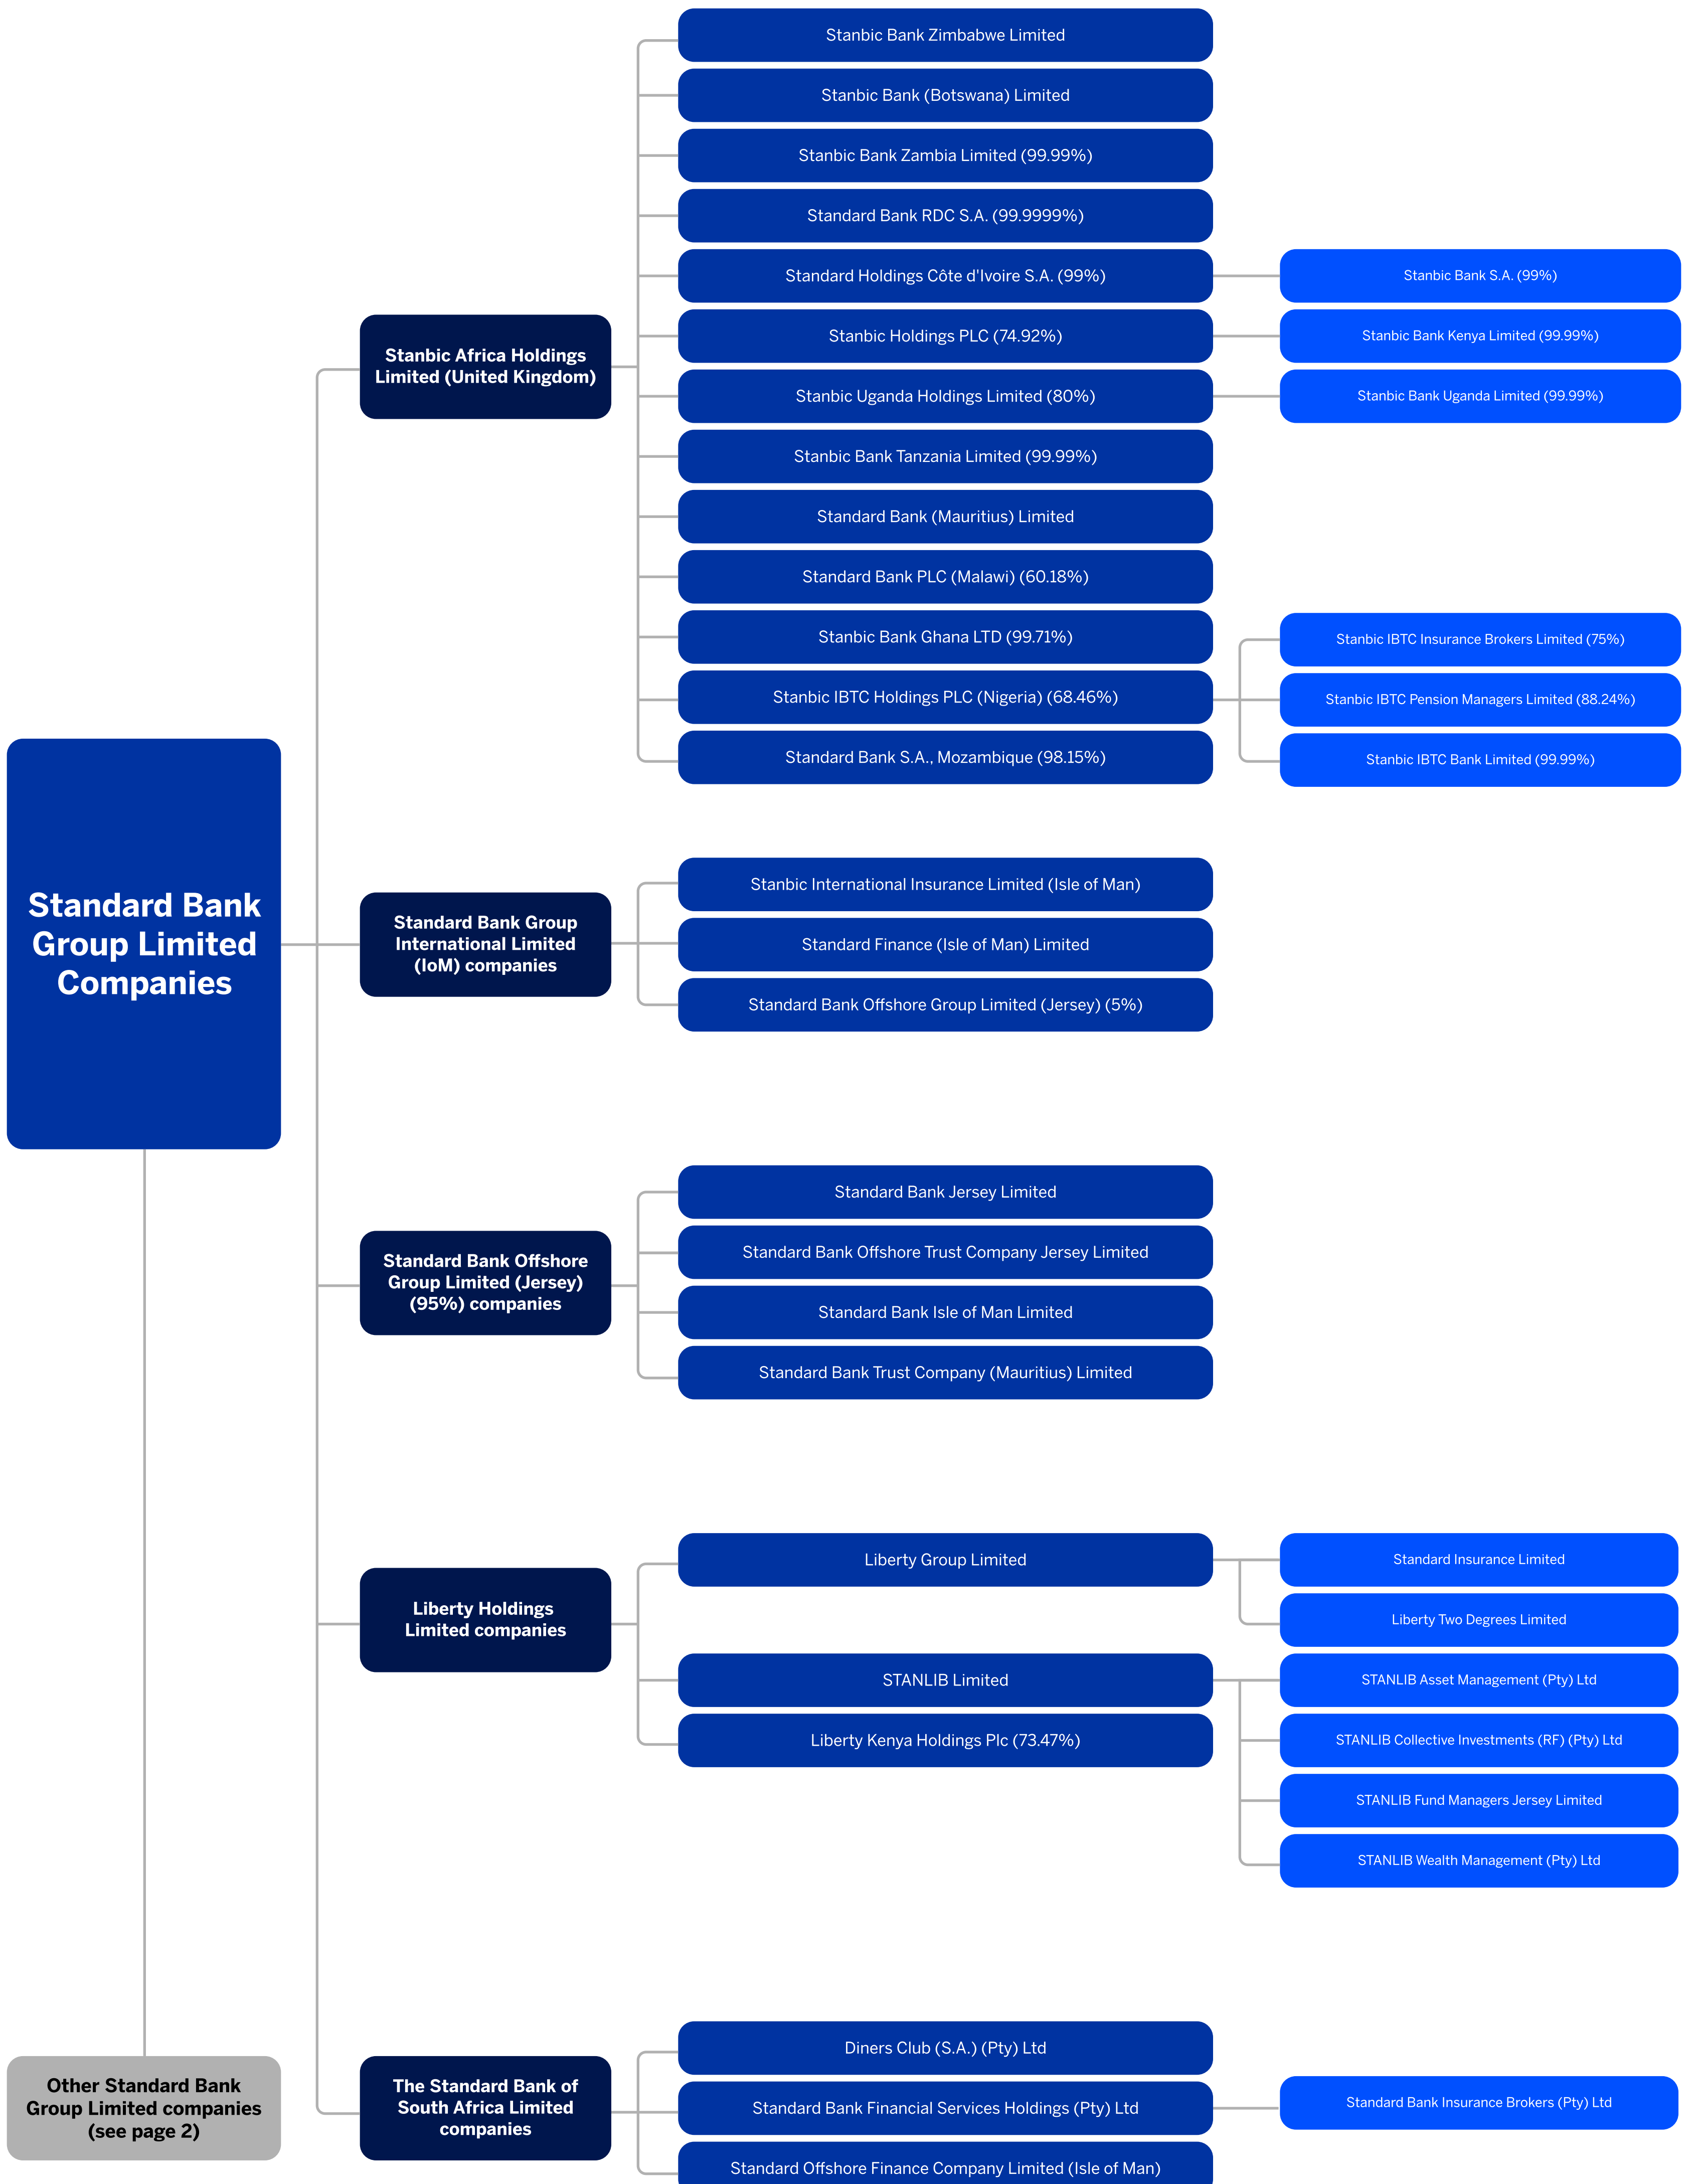 Standard Bank
Group Limited
Companies
Other Standard Bank
Group Limited companies
(see page 2)
Stanbic Africa Holdings
Limited (United Kingdom)
Stanbic Bank Zimbabwe Limited
Stanbic Bank (Botswana) Limited
Stanbic Bank Zambia Limited (99.99%)
Standard Bank RDC S.A. (99.9999%)
Standard Holdings Côte d'Ivoire S.A. (99%)
Stanbic Bank S.A. (99%)
Stanbic Holdings PLC (74.92%)
Stanbic Bank Kenya Limited (99.99%)
Stanbic Uganda Holdings Limited (80%)
Stanbic Bank Uganda Limited (99.99%)
Stanbic Bank Tanzania Limited (99.99%)
Standard Bank (Mauritius) Limited
Standard Bank PLC (Malawi) (60.18%)
Stanbic Bank Ghana LTD (99.71%)
Stanbic IBTC Holdings PLC (Nigeria) (68.46%)
Stanbic IBTC Insurance Brokers Limited (75%)
Stanbic IBTC Pension Managers Limited (88.24%)
Stanbic IBTC Bank Limited (99.99%)
Standard Bank S.A., Mozambique (98.15%)
Standard Bank Group
International Limited
(IoM) companies
Stanbic International Insurance Limited (Isle of Man)
Standard Finance (Isle of Man) Limited
Standard Bank Offshore Group Limited (Jersey) (5%)
Standard Bank Offshore
Group Limited (Jersey)
(95%) companies
Standard Bank Jersey Limited
Standard Bank Offshore Trust Company Jersey Limited
Standard Bank Isle of Man Limited
Standard Bank Trust Company (Mauritius) Limited
Liberty Holdings
Limited companies
Liberty Group Limited
Standard Insurance Limited
Liberty Two Degrees Limited
STANLIB Limited
STANLIB Asset Management (Pty) Ltd
STANLIB Collective Investments (RF) (Pty) Ltd
STANLIB Fund Managers Jersey Limited
STANLIB Wealth Management (Pty) Ltd
Liberty Kenya Holdings Plc (73.47%)
The Standard Bank of
South Africa Limited
companies
Diners Club (S.A.) (Pty) Ltd
Standard Bank Financial Services Holdings (Pty) Ltd
Standard Bank Insurance Brokers (Pty) Ltd
Standard Offshore Finance Company Limited (Isle of Man)